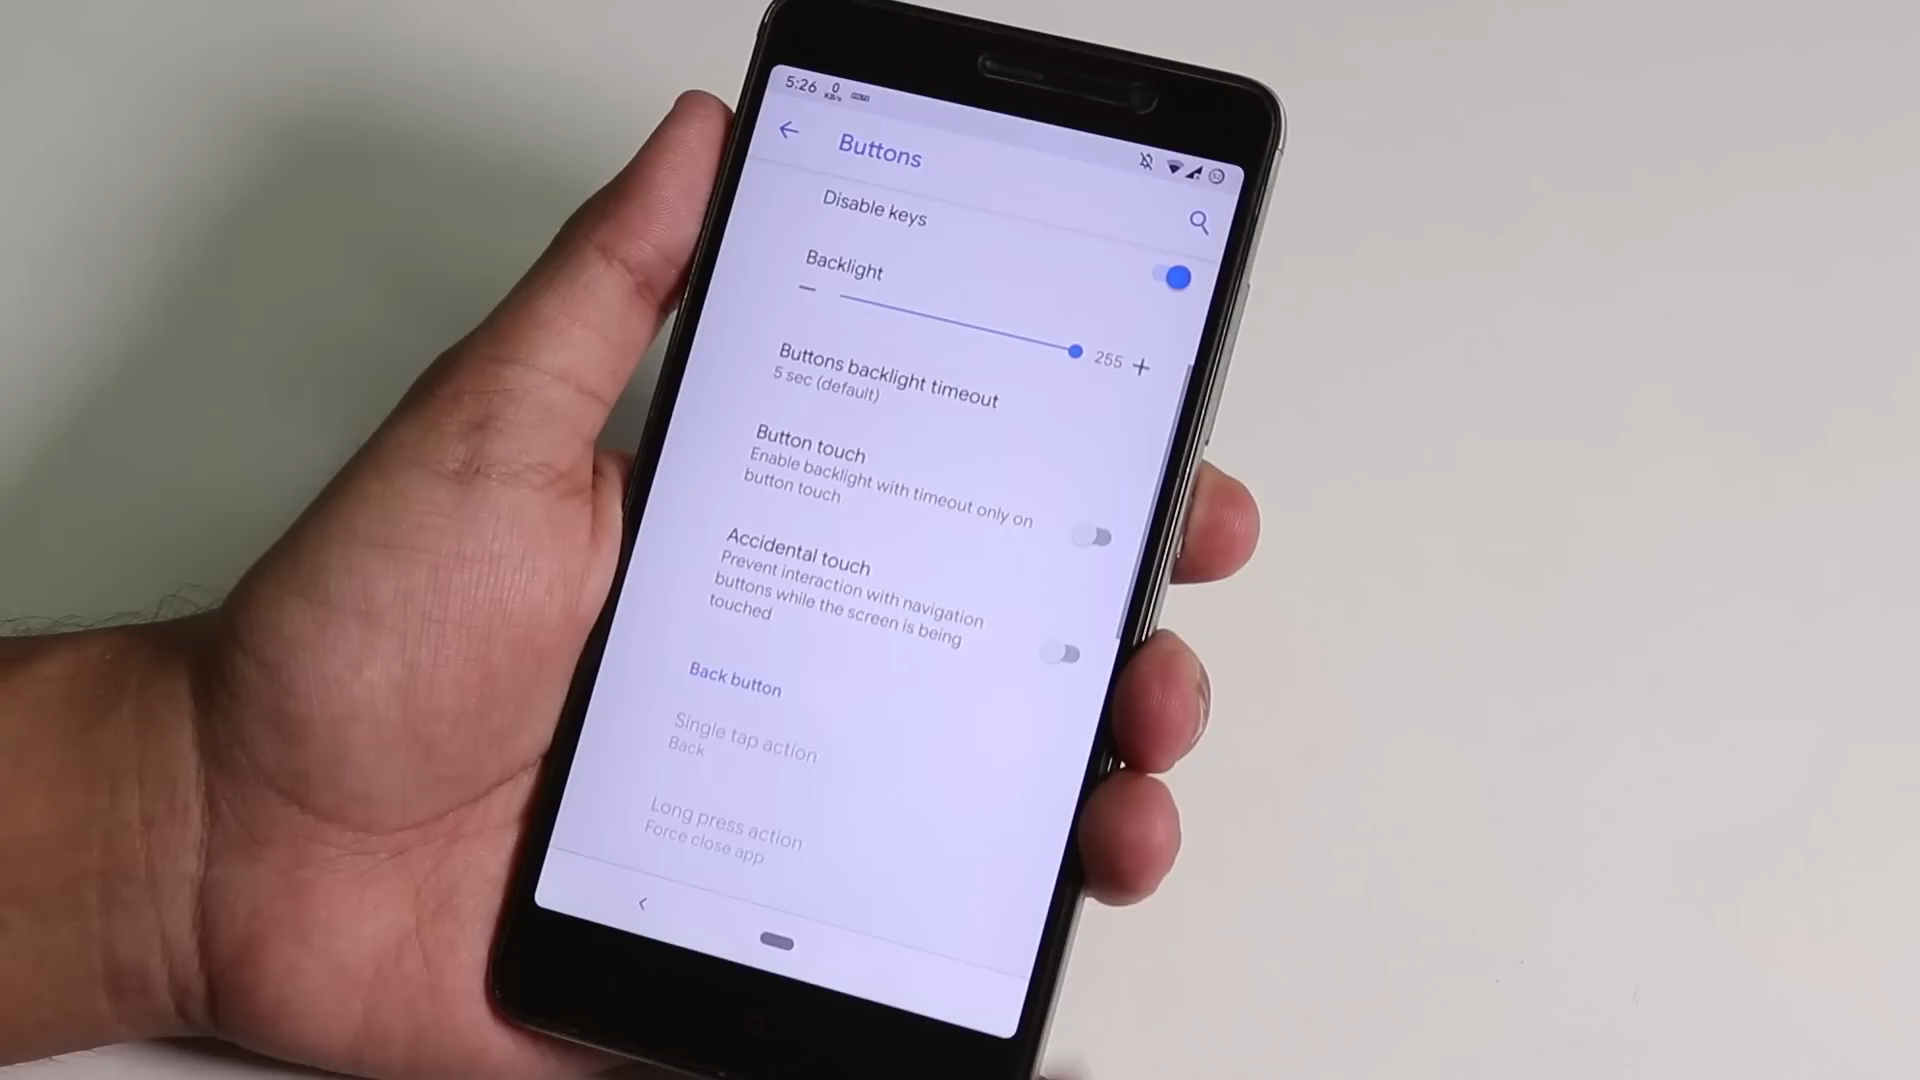 5:26 0 KB/s
Buttons
Disable keys
Backlight
255
Buttons backlight timeout
5 sec (default)
Button touch
Enable backlight with timeout only on
button touch
Accidental touch
Prevent interaction with navigation
buttons while the screen is being
touched
Back button
Single tap action
Back
Long press action
Force close app